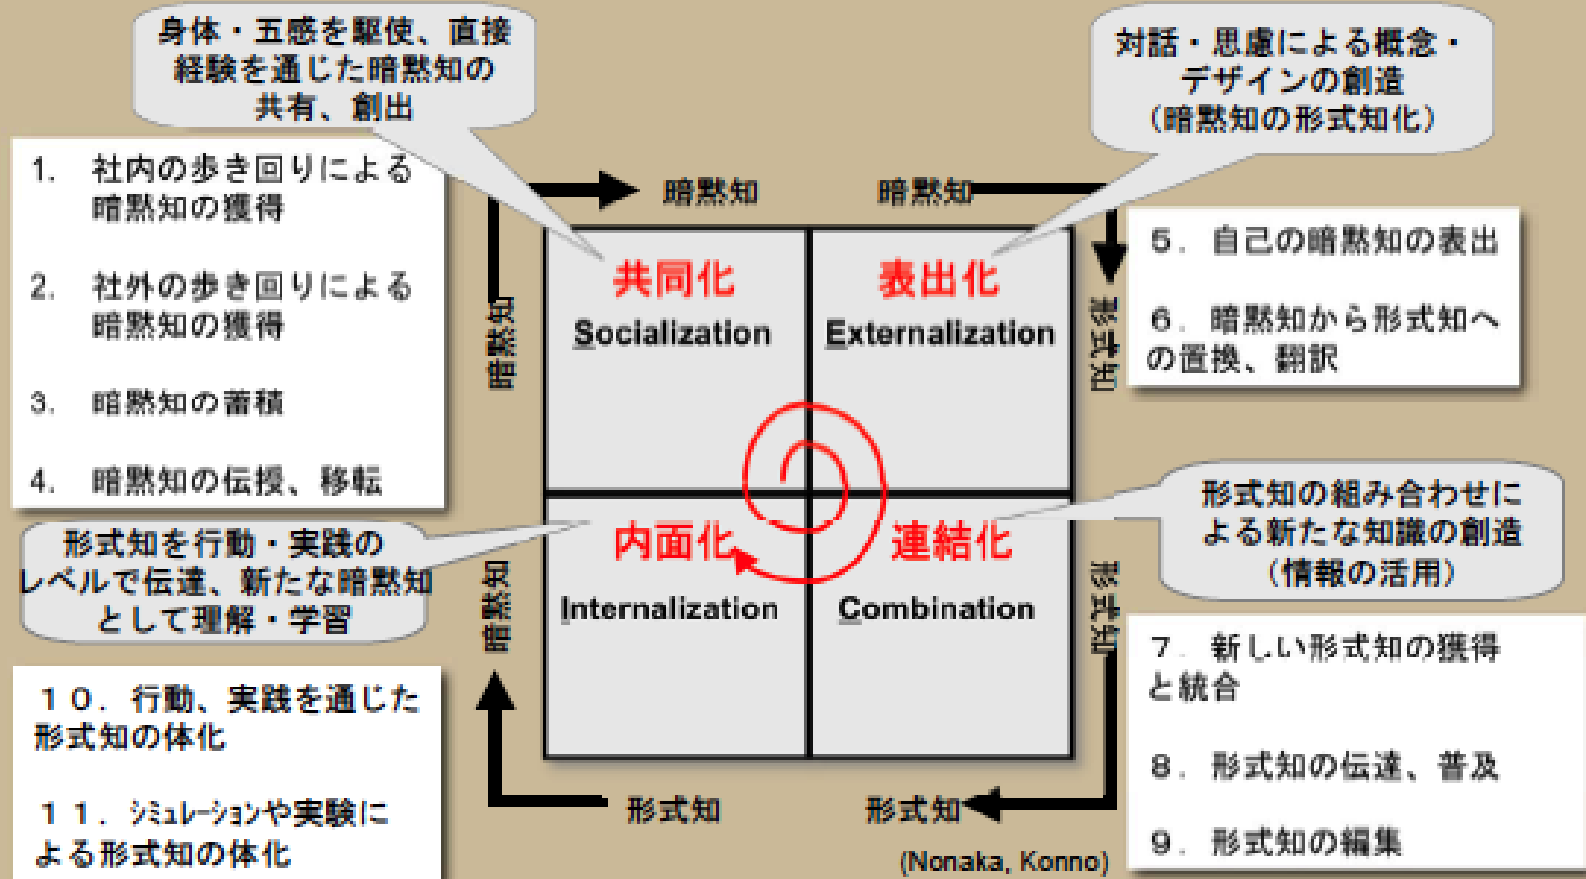 身体・五感を駆使、直接
経験を通じた暗黙知の
共有、創出
対話・思慮による概念・
デザインの創造
(暗黙知の形式知化)
1. 社内の歩き回りによる
暗黙知の獲得
2. 社外の歩き回りによる
暗黙知の獲得
3. 暗黙知の蓄積
4. 暗黙知の伝授、移転
暗黙知
暗黙知
暗黙知
形式知
共同化
Socialization
表出化
Externalization
5. 自己の暗黙知の表出
6. 暗黙知から形式知へ
の置換、翻訳
形式知を行動・実践の
レベルで伝達、新たな暗黙知
として理解・学習
内面化
Internalization
連結化
Combination
形式知の組み合わせに
よる新たな知識の創造
(情報の活用)
暗黙知
形式知
10. 行動、実践を通じた
形式知の体化
11. シミュレーションや実験に
よる形式知の体化
形式知
形式知
7. 新しい形式知の獲得
と統合
8. 形式知の伝達、普及
9. 形式知の編集
(Nonaka, Konno)